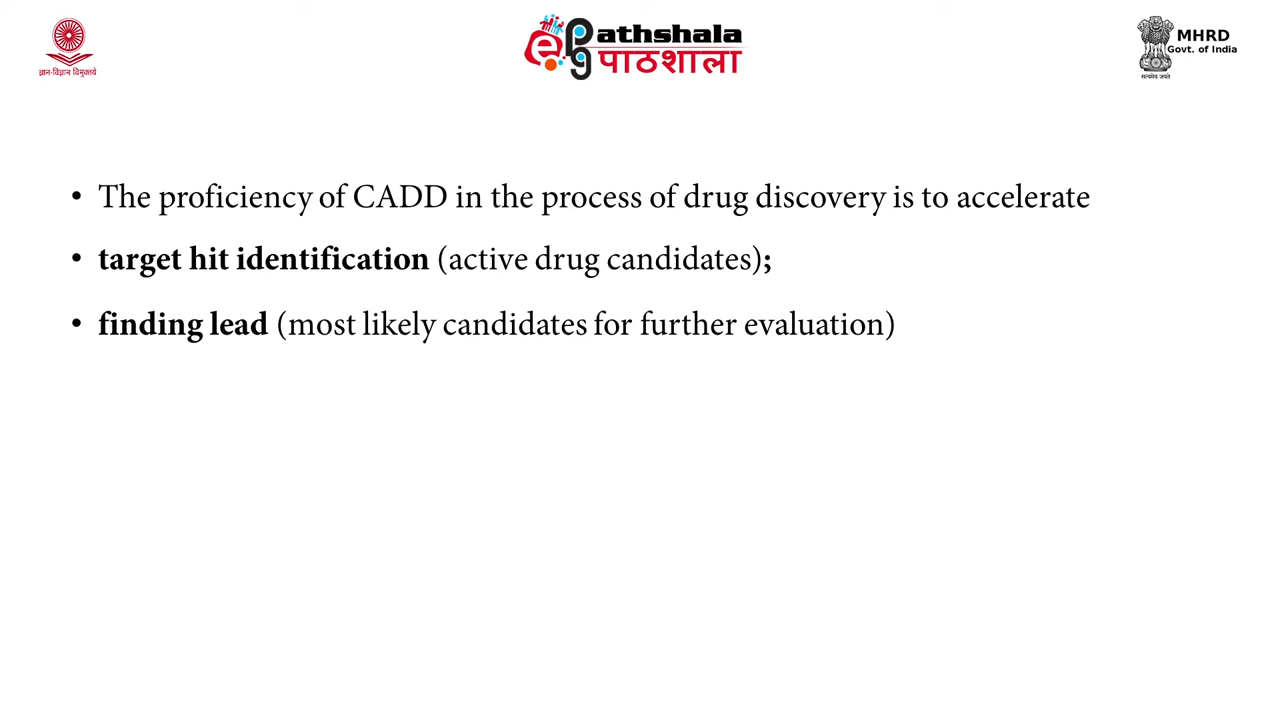 ज्ञान-विज्ञान विमुक्तये
e Pathshala
पाठशाला
MHRD
Govt. of India
सत्यमेव जयते
• The proficiency of CADD in the process of drug discovery is to accelerate
• target hit identification (active drug candidates);
• finding lead (most likely candidates for further evaluation)